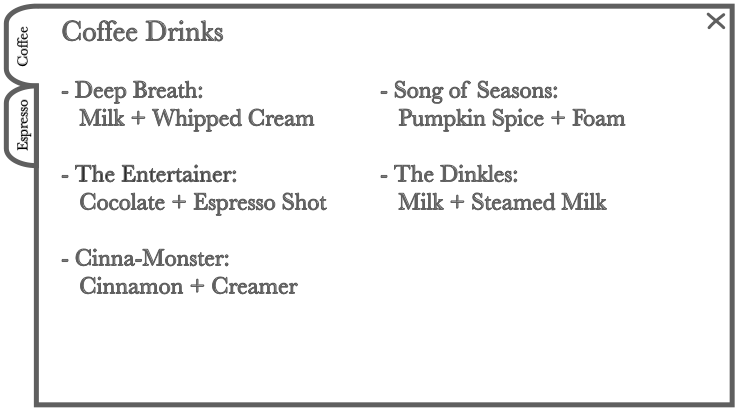 Coffee
Espresso
Coffee Drinks
- Deep Breath:
Milk + Whipped Cream
- The Entertainer:
Cocolate + Espresso Shot
- Cinna-Monster:
Cinnamon + Creamer
- Song of Seasons:
Pumpkin Spice + Foam
- The Dinkles:
Milk + Steamed Milk